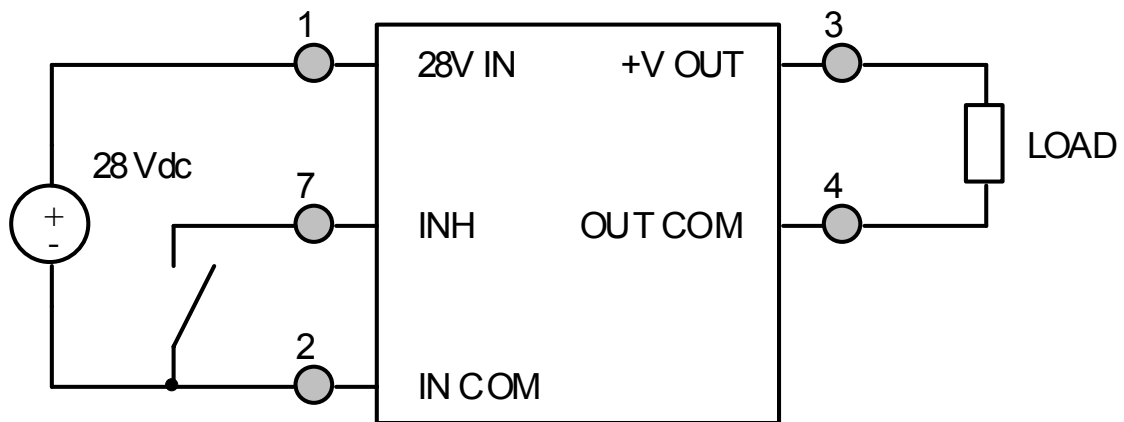 1
3
28V IN
+V OUT
28 Vdc
LOAD
7
4
+
-
INH
OUT COM
2
IN COM